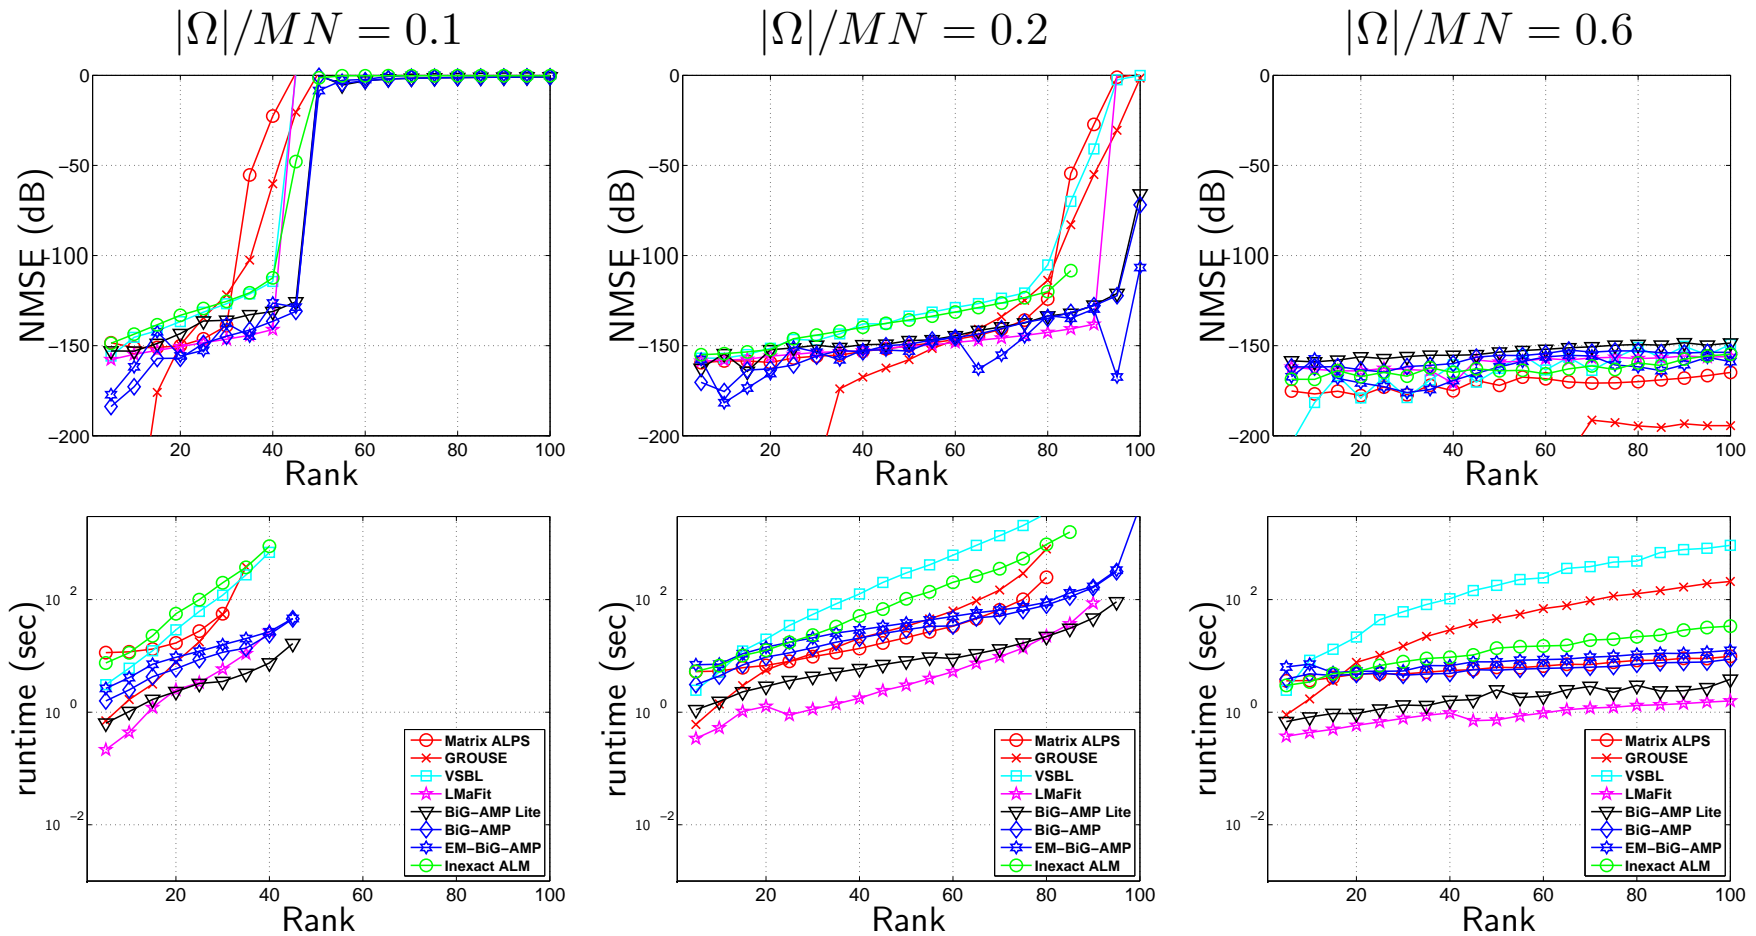 |Ω|/MN = 0.1
|Ω|/MN = 0.2
|Ω|/MN = 0.6
NMSE (dB)
0
−50
−100
−150
−200
20
40
60
80
100
Rank
NMSE (dB)
0
−50
−100
−150
−200
20
40
60
80
100
Rank
NMSE (dB)
0
−50
−100
−150
−200
20
40
60
80
100
Rank
runtime (sec)
10 2
10 0
10 −2
20
40
60
80
100
Rank
Matrix ALPS
GROUSE
VSBL
LMaFit
BiG−AMP Lite
BiG−AMP
EM−BiG−AMP
Inexact ALM
runtime (sec)
10 2
10 0
10 −2
20
40
60
80
100
Rank
Matrix ALPS
GROUSE
VSBL
LMaFit
BiG−AMP Lite
BiG−AMP
EM−BiG−AMP
Inexact ALM
runtime (sec)
10 2
10 0
10 −2
20
40
60
80
100
Rank
Matrix ALPS
GROUSE
VSBL
LMaFit
BiG−AMP Lite
BiG−AMP
EM−BiG−AMP
Inexact ALM